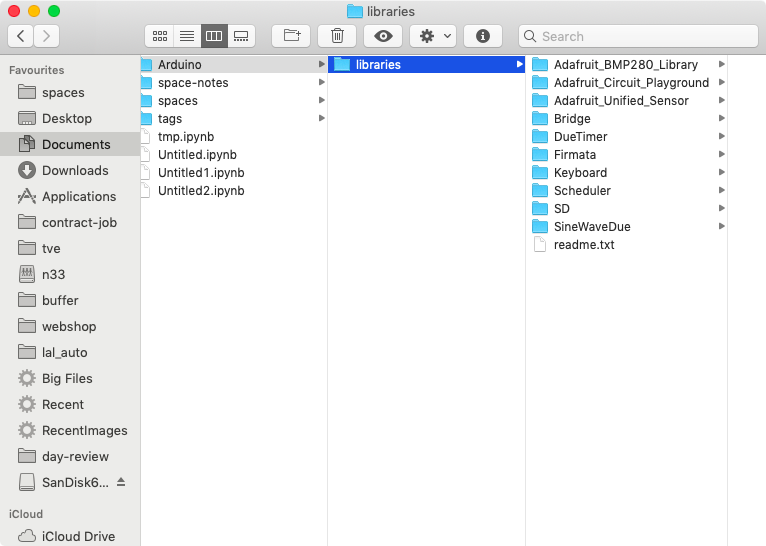 libraries
Search
Favourites
spaces
Desktop
Documents
Downloads
Applications
contract-job
tve
n33
buffer
webshop
lal_auto
Big Files
Recent
RecentImages
day-review
SanDisk6...
iCloud
iCloud Drive
Arduino
space-notes
spaces
tags
tmp.ipynb
Untitled.ipynb
Untitled1.ipynb
Untitled2.ipynb
libraries
Adafruit_BMP280_Library
Adafruit_Circuit_Playground
Adafruit_Unified_Sensor
Bridge
DueTimer
Firmata
Keyboard
Scheduler
SD
SineWaveDue
readme.txt